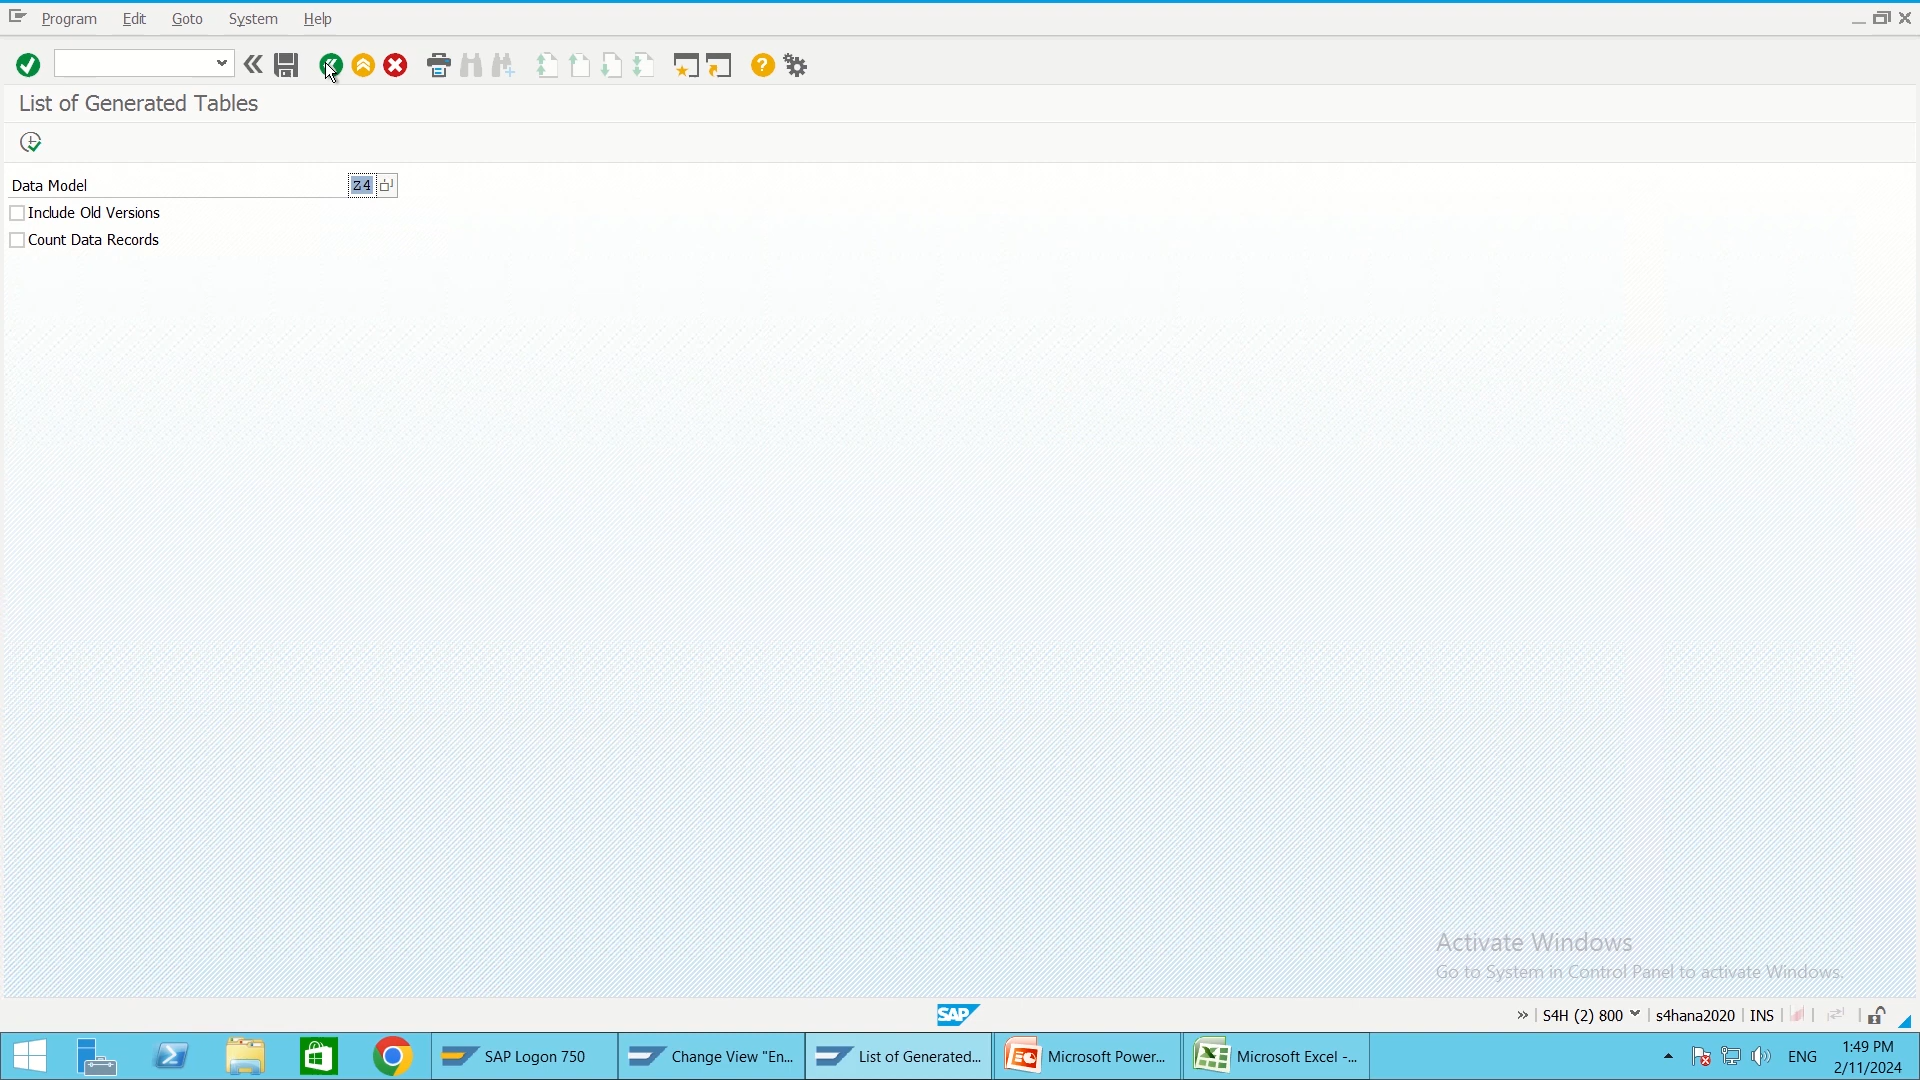 Program Edit Goto System Help
List of Generated Tables
Data Model Z4
Include Old Versions
Count Data Records
Activate Windows
Go to System in Control Panel to activate Windows.
SAP
S4H (2) 800 s4hana2020 INS
SAP Logon 750 Change View "En... List of Generated... Microsoft Power... Microsoft Excel -... ENG 1:49 PM
2/11/2024